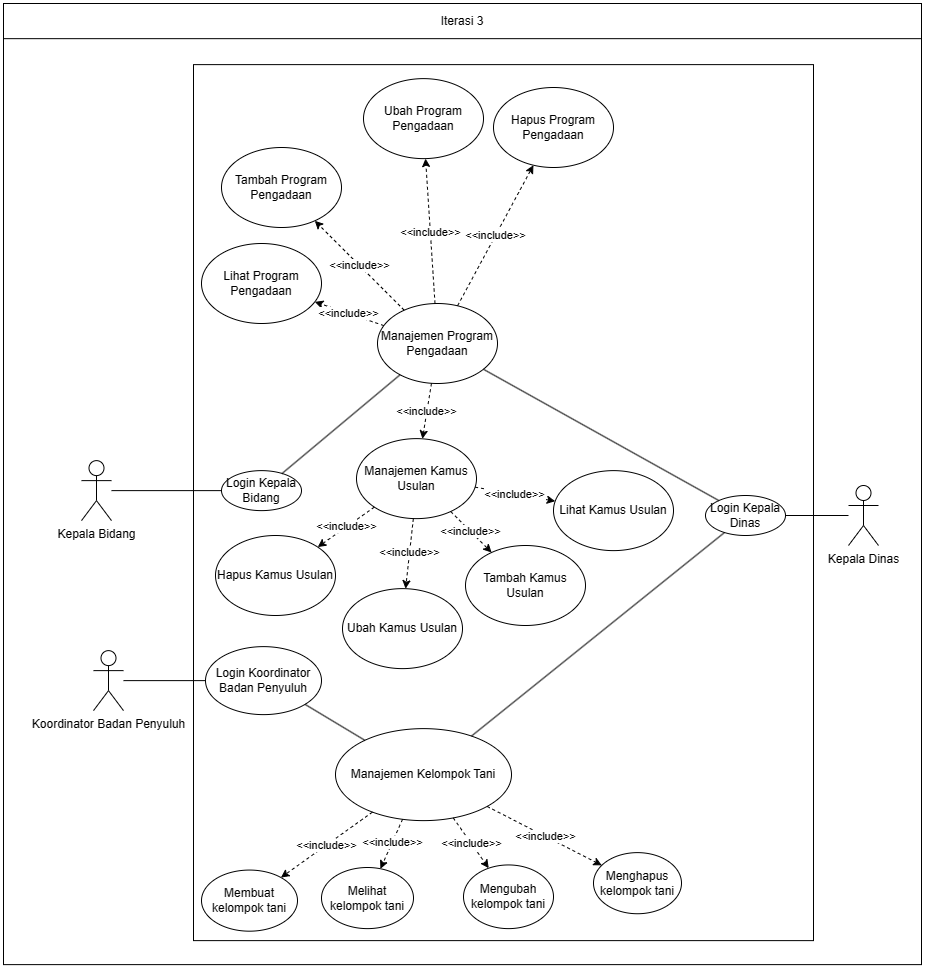 Iterasi 3
Ubah Program
Pengadaan
Hapus Program
Pengadaan
Tambah Program
Pengadaan
<<include>>
<<include>>
<<include>>
Lihat Program
Pengadaan
<<include>>
Manajemen Program
Pengadaan
<<include>>
Manajemen Kamus
Usulan
Login Kepala
Bidang
Kepala Bidang
<<include>>
Lihat Kamus Usulan
Login Kepala
Dinas
Kepala Dinas
<<include>>
<<include>>
<<include>>
Hapus Kamus Usulan
Tambah Kamus
Usulan
Ubah Kamus Usulan
Login Koordinator
Badan Penyuluh
Koordinator Badan Penyuluh
Manajemen Kelompok Tani
<<include>>
<<include>>
<<include>>
<<include>>
Membuat
kelompok tani
Melihat
kelompok tani
Mengubah
kelompok tani
Menghapus
kelompok tani